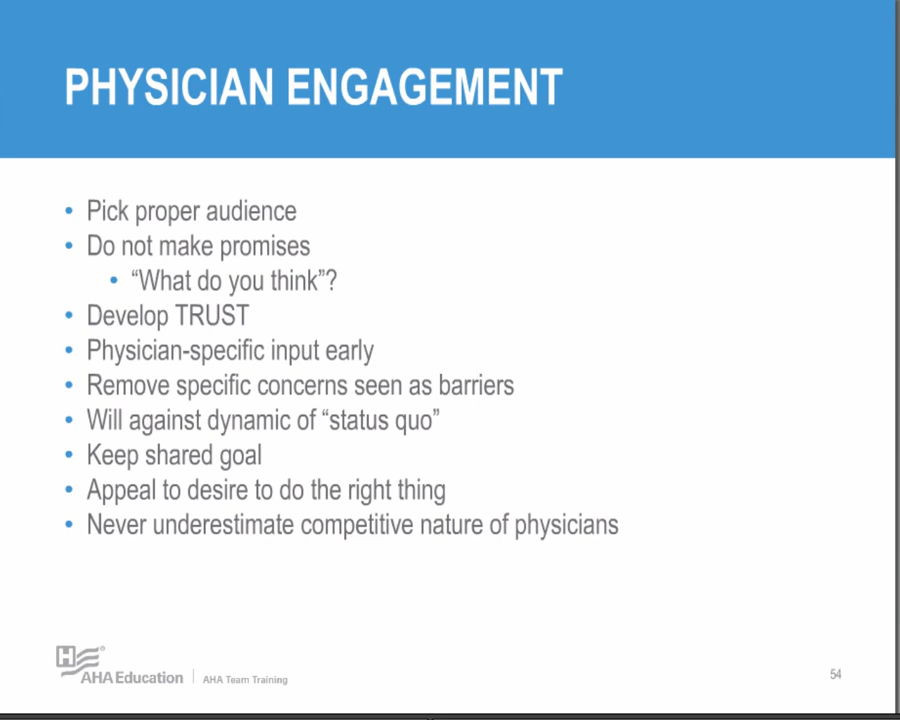 PHYSICIAN ENGAGEMENT
• Pick proper audience
• Do not make promises
• “What do you think”?
• Develop TRUST
• Physician-specific input early
• Remove specific concerns seen as barriers
• Will against dynamic of “status quo”
• Keep shared goal
• Appeal to desire to do the right thing
• Never underestimate competitive nature of physicians
H
AHA Education | AHA Team Training
54